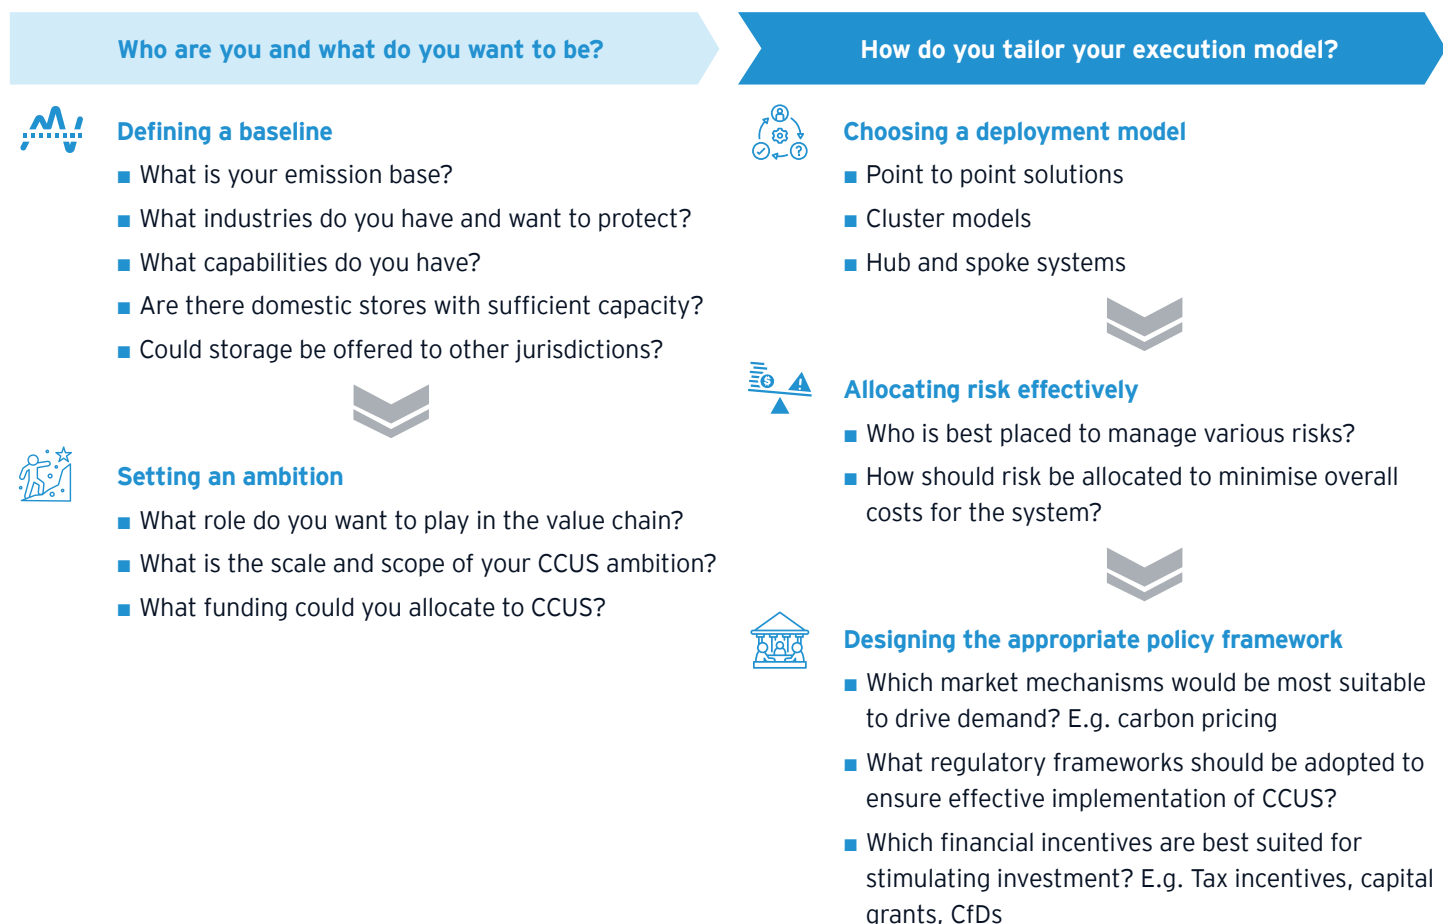 Who are you and what do you want to be?
Defining a baseline
■ What is your emission base?
■ What industries do you have and want to protect?
■ What capabilities do you have?
■ Are there domestic stores with sufficient capacity?
■ Could storage be offered to other jurisdictions?
Setting an ambition
■ What role do you want to play in the value chain?
■ What is the scale and scope of your CCUS ambition?
■ What funding could you allocate to CCUS?
How do you tailor your execution model?
Choosing a deployment model
■ Point to point solutions
■ Cluster models
■ Hub and spoke systems
Allocating risk effectively
■ Who is best placed to manage various risks?
■ How should risk be allocated to minimise overall
costs for the system?
Designing the appropriate policy framework
■ Which market mechanisms would be most suitable
to drive demand? E.g. carbon pricing
■ What regulatory frameworks should be adopted to
ensure effective implementation of CCUS?
■ Which financial incentives are best suited for
stimulating investment? E.g. Tax incentives, capital
grants, CfDs